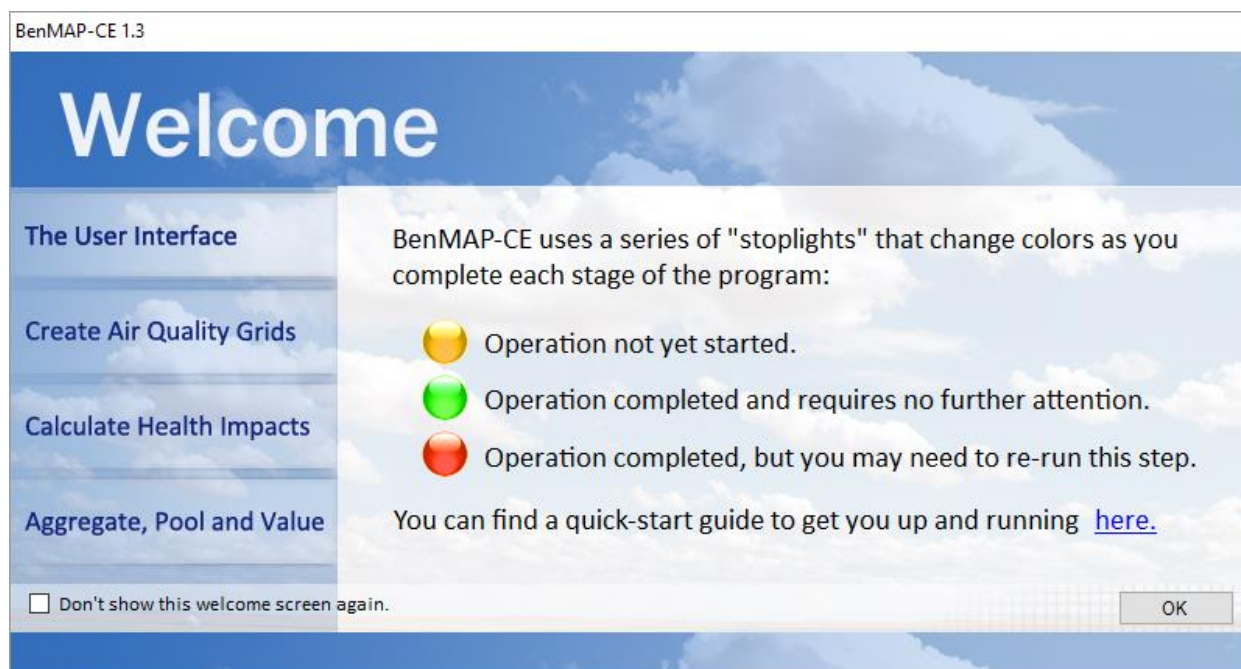 BenMAP-CE 1.3
Welcome
The User Interface
Create Air Quality Grids
Calculate Health Impacts
Aggregate, Pool and Value
BenMAP-CE uses a series of "stoplights" that change colors as you
complete each stage of the program:
Operation not yet started.
Operation completed and requires no further attention.
Operation completed, but you may need to re-run this step.
You can find a quick-start guide to get you up and running here.
Don't show this welcome screen again.
OK